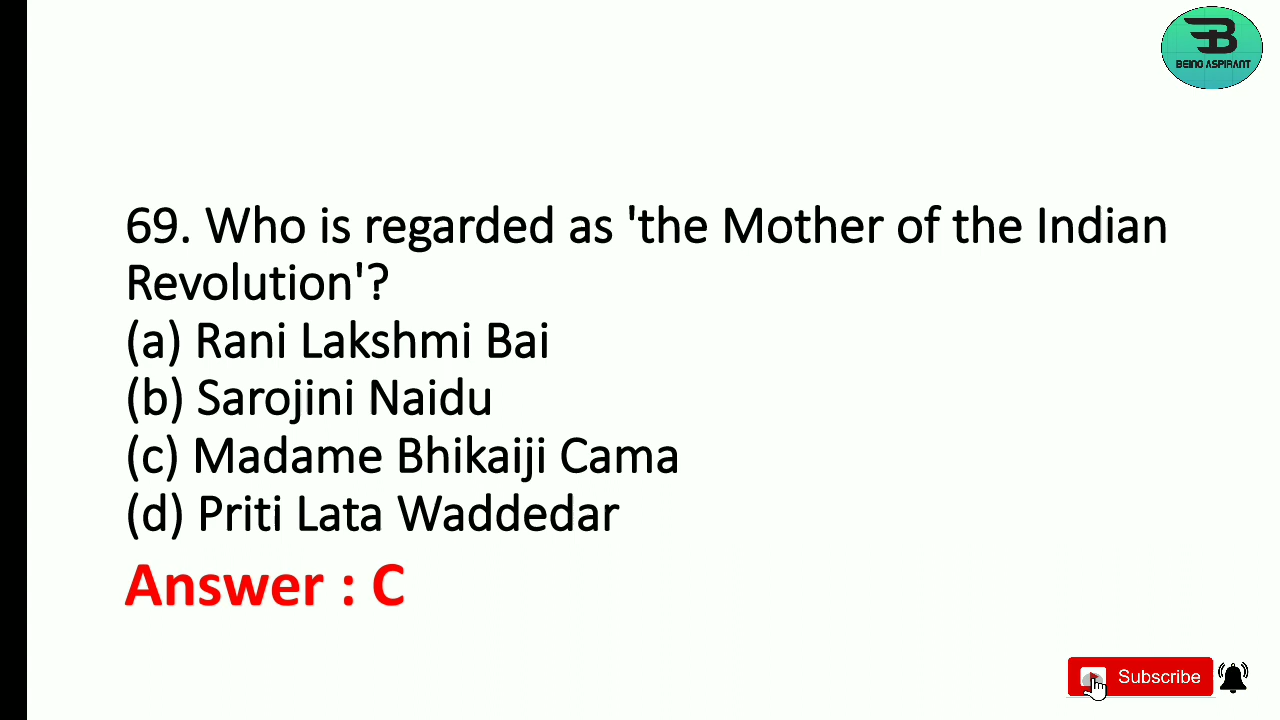 BEING ASPIRANT
69. Who is regarded as 'the Mother of the Indian
Revolution'?
(a) Rani Lakshmi Bai
(b) Sarojini Naidu
(c) Madame Bhikaiji Cama
(d) Priti Lata Waddedar
Answer : C
Subscribe